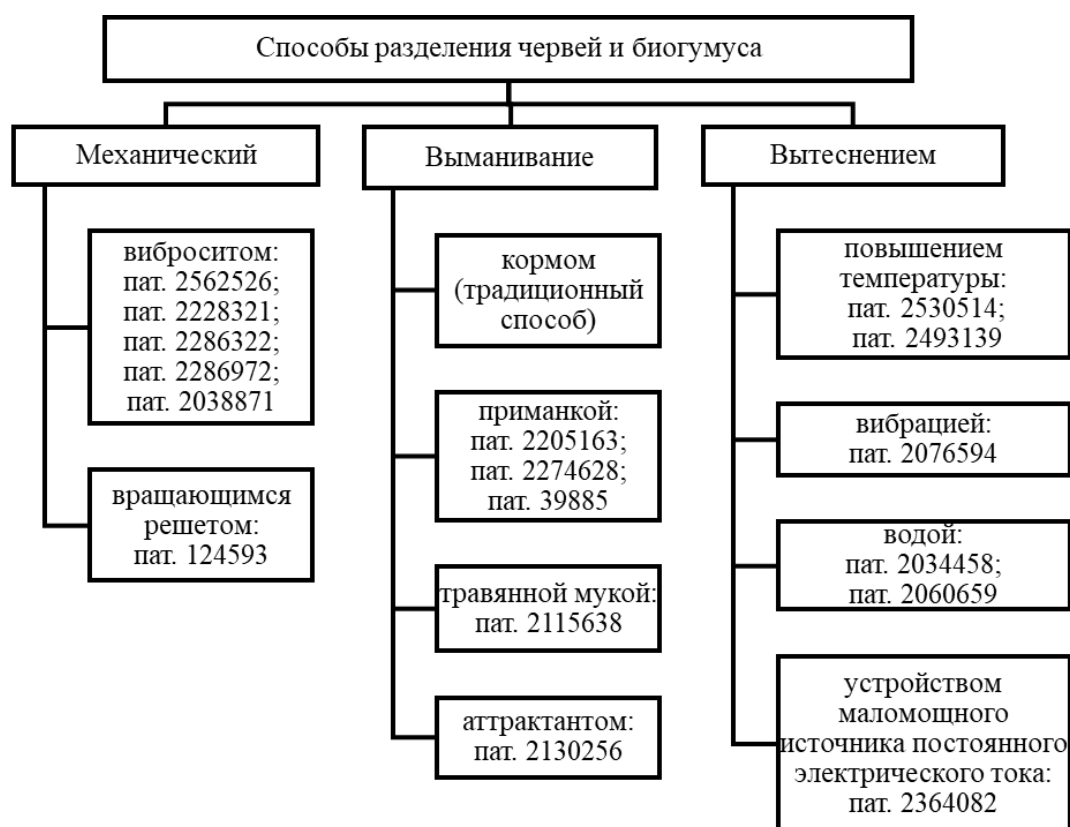 Способы разделения червей и биогумуса
Механический
виброситом:
пат. 2562526;
пат. 2228321;
пат. 2286322;
пат. 2286972;
пат. 2038871
вращающимся
решетом:
пат. 124593
Выманивание
кормом
(традиционный
способ)
приманкой:
пат. 2205163;
пат. 2274628;
пат. 39885
травянной мукой:
пат. 2115638
аттрактантом:
пат. 2130256
Вытеснением
повышением
температуры:
пат. 2530514;
пат. 2493139
вибрацией:
пат. 2076594
водой:
пат. 2034458;
пат. 2060659
устройством
маломощного
источника постоянного
электрического тока:
пат. 2364082